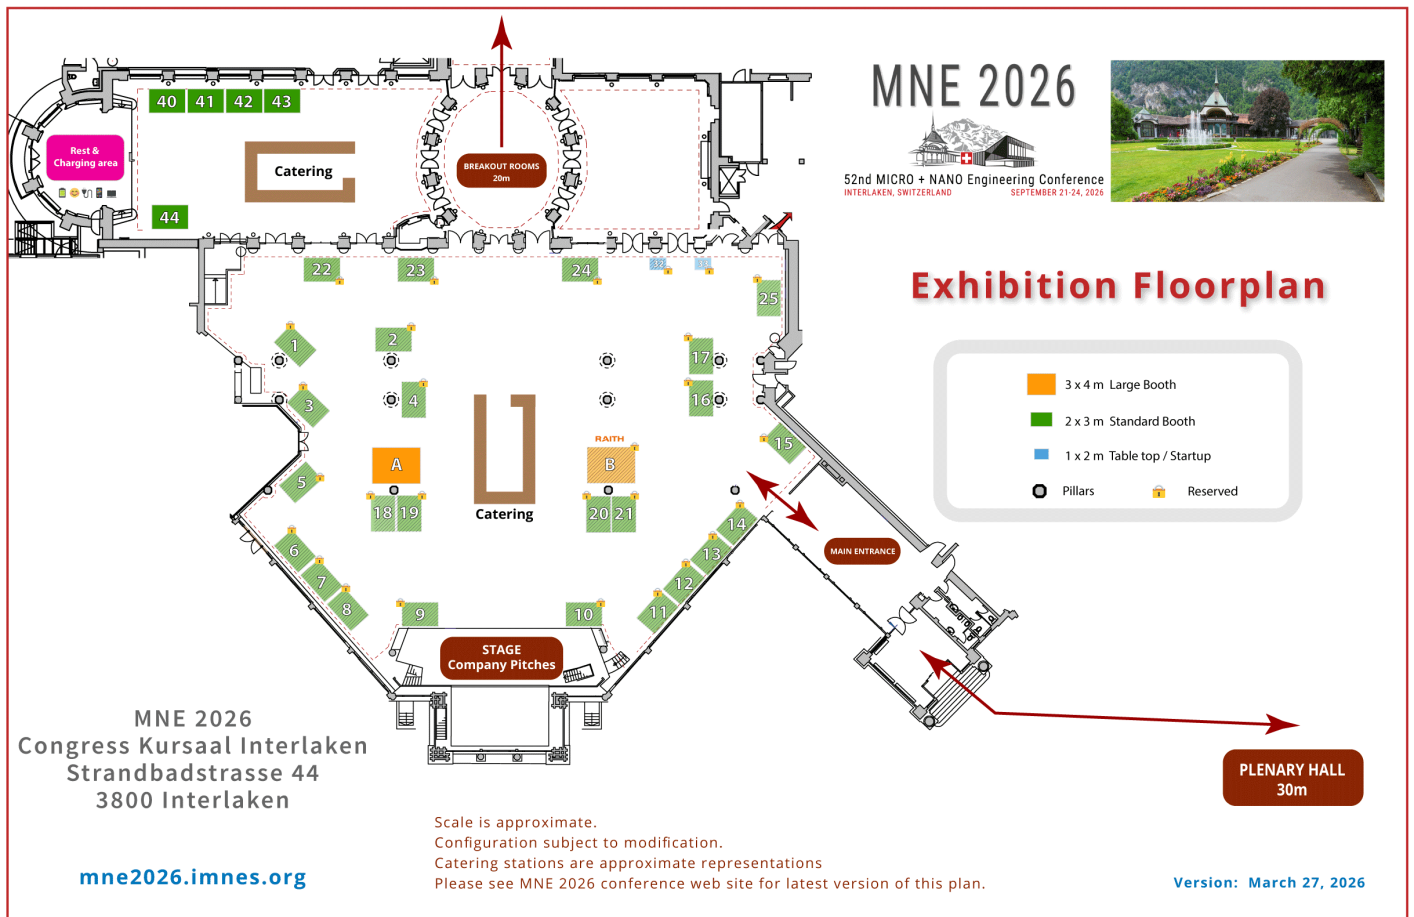 MNE 2026
52nd MICRO + NANO Engineering Conference
INTERLAKEN, SWITZERLAND SEPTEMBER 21-24, 2026
Exhibition Floorplan
3 x 4 m Large Booth
2 x 3 m Standard Booth
1 x 2 m Table top / Startup
Pillars
Reserved
40 41 42 43
Rest &
Charging area
Catering
BREAKOUT ROOMS
20m
44
22
23
24
32
25
1
2
17
3
4
16
RAITH
15
A
B
5
18 19
20 21
Catering
14
MAIN ENTRANCE
6
13
7
12
8
9
10
11
STAGE
Company Pitches
MNE 2026
Congress Kursaal Interlaken
Strandbadstrasse 44
3800 Interlaken
mne2026.imnes.org
PLENARY HALL
30m
Scale is approximate.
Configuration subject to modification.
Catering stations are approximate representations
Please see MNE 2026 conference web site for latest version of this plan.
Version: March 27, 2026